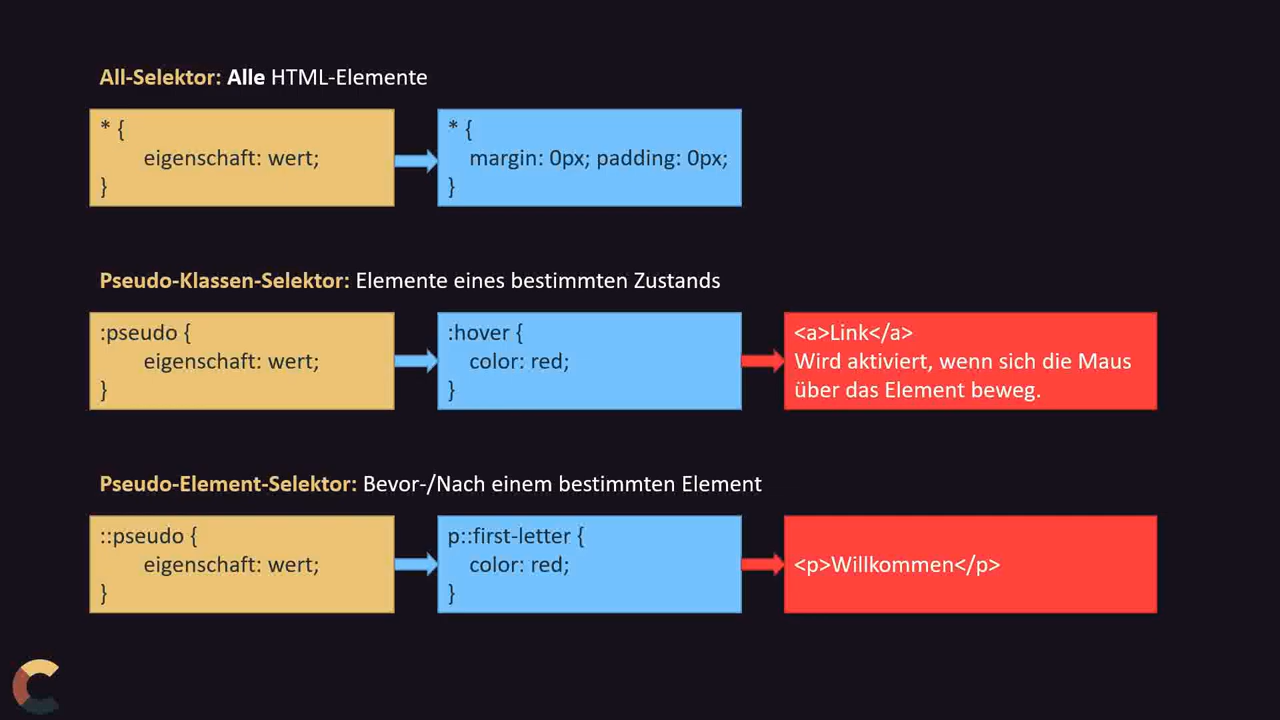 All-Selektor: Alle HTML-Elemente
* {
eigenschaft: wert;
}
* {
margin: 0px; padding: 0px;
}
Pseudo-Klassen-Selektor: Elemente eines bestimmten Zustands
:pseudo {
eigenschaft: wert;
}
:hover {
color: red;
}
<a>Link</a>
Wird aktiviert, wenn sich die Maus
über das Element beweg.
Pseudo-Element-Selektor: Bevor-/Nach einem bestimmten Element
::pseudo {
eigenschaft: wert;
}
p::first-letter {
color: red;
}
<p>Willkommen</p>